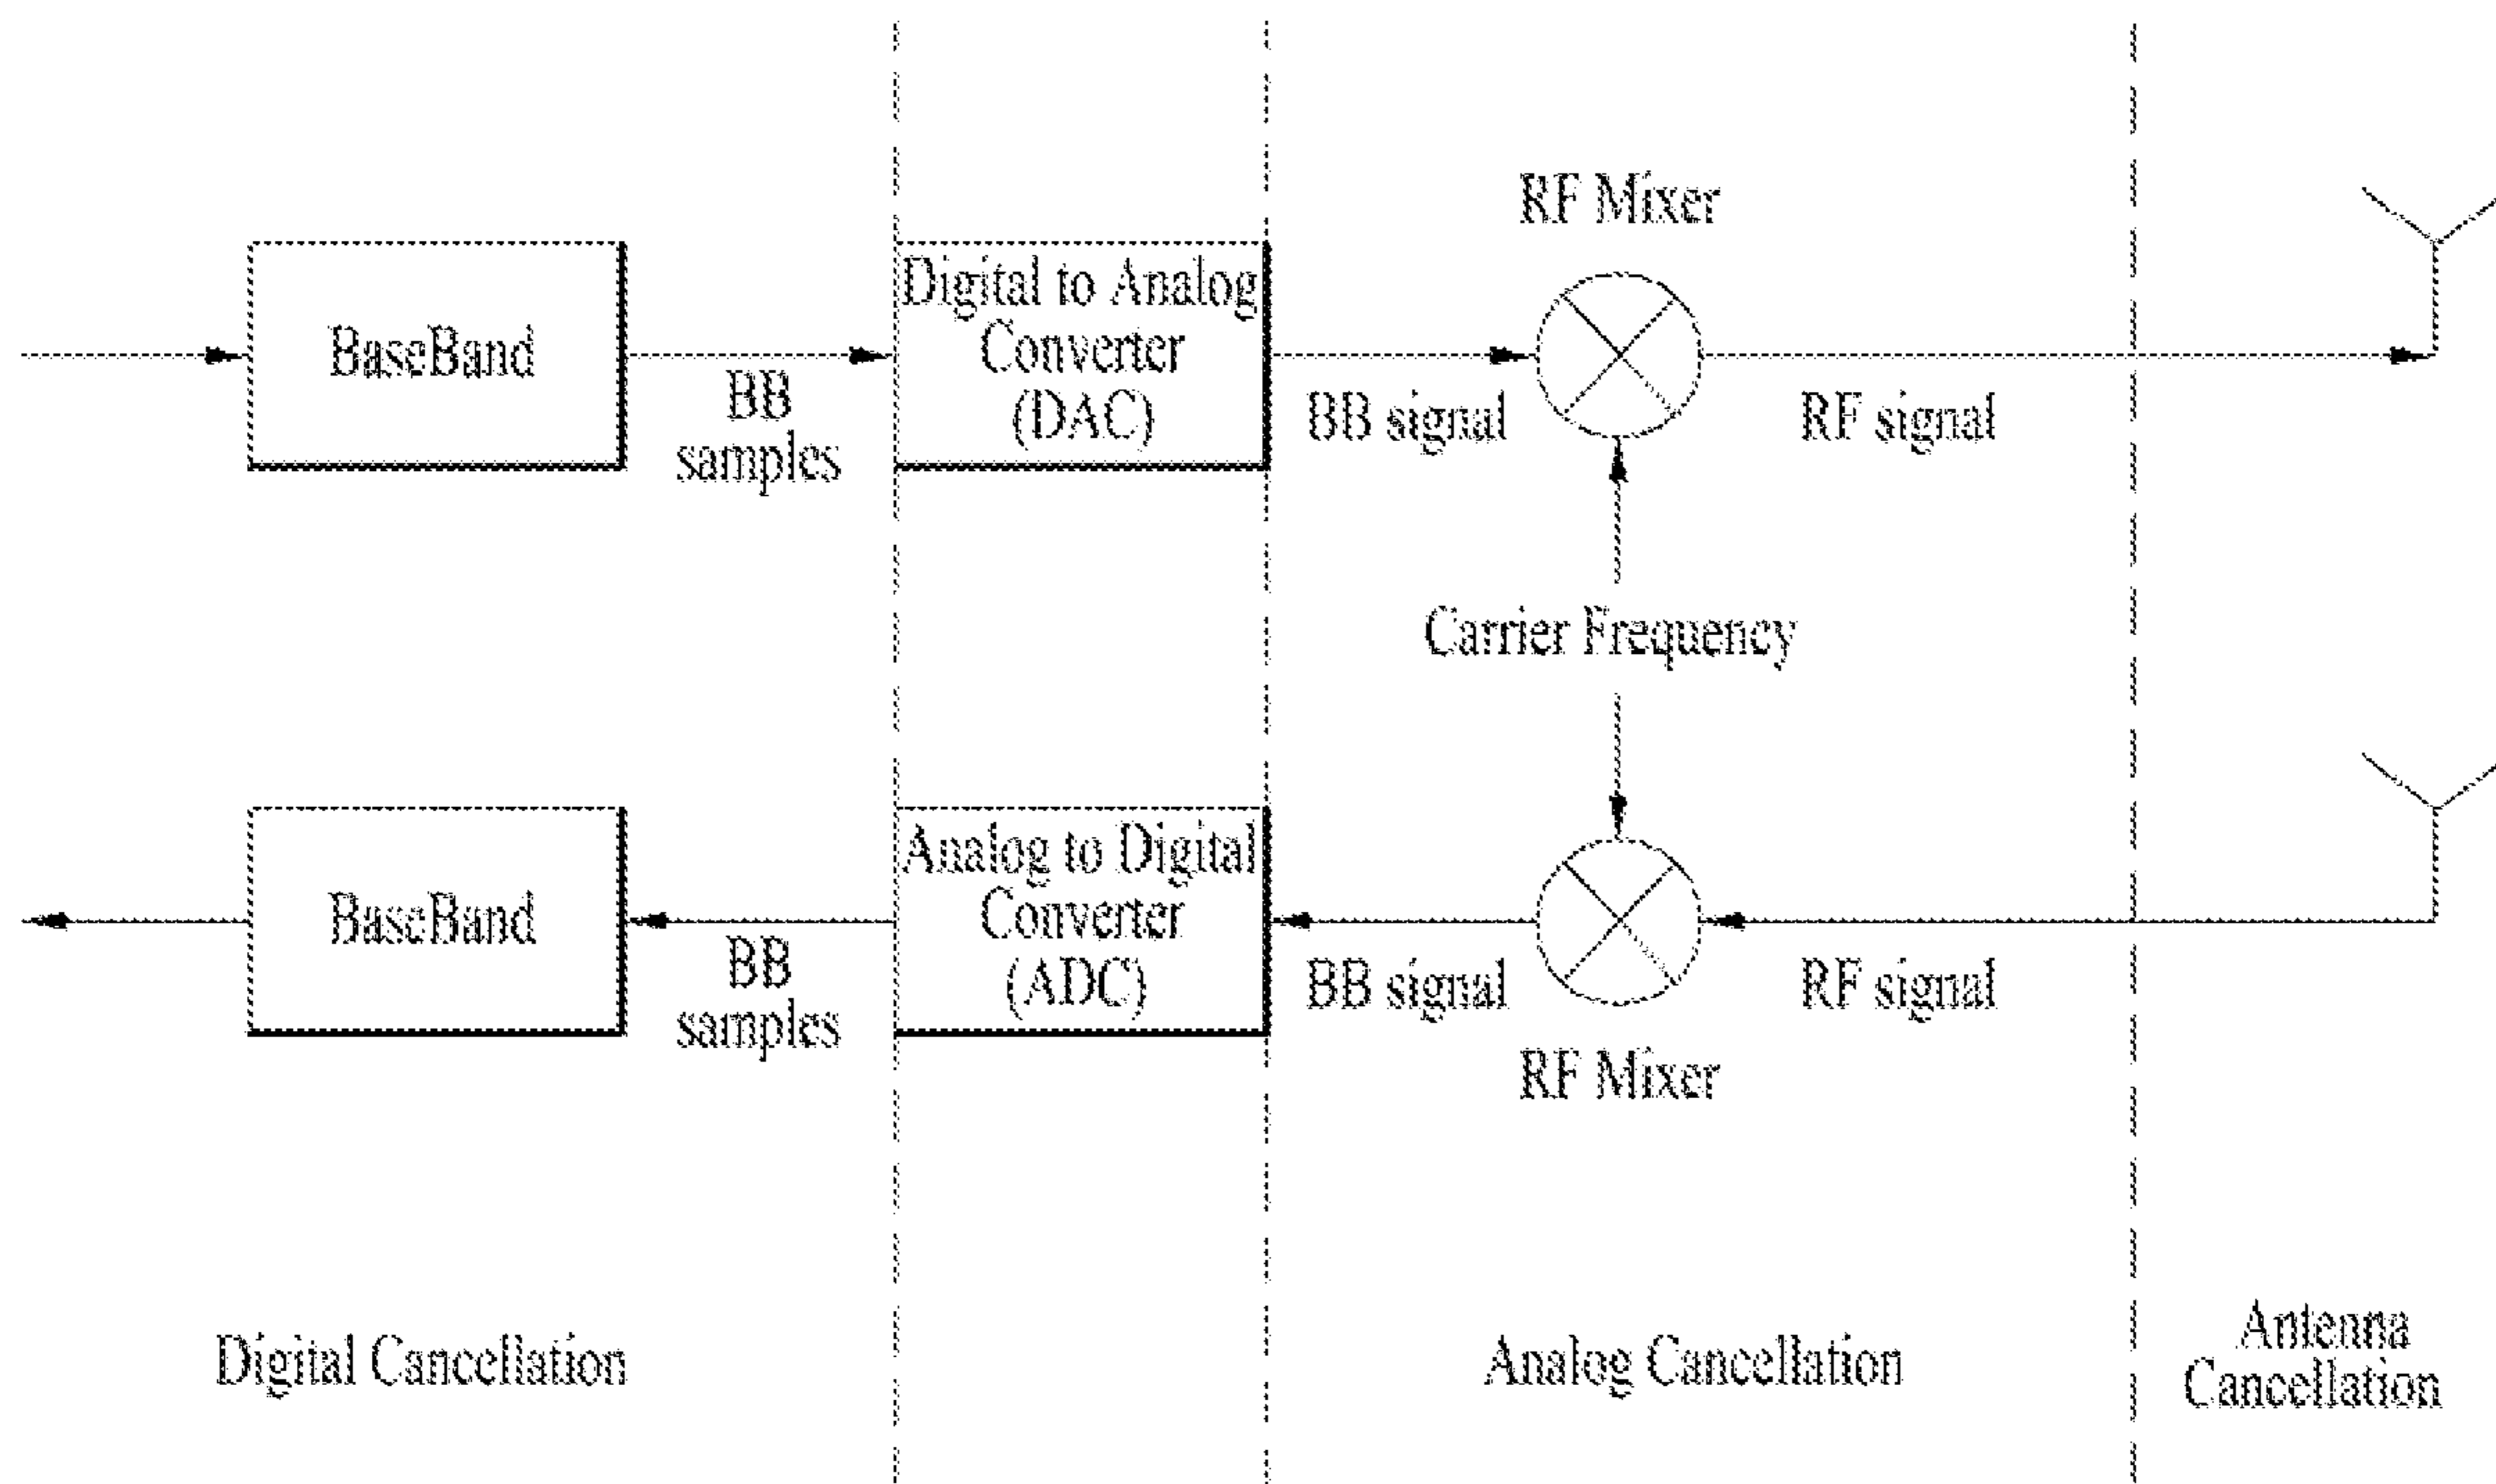 RF Mixer
BaseBand
BB
samples
Digital to Analog
Converter
(DAC)
BB signal
RF signal
Carrier Frequency
BaseBand
BB
samples
Analog to Digital
Converter
(ADC)
BB signal
RF signal
RF Mixer
Digital Cancellation
Analog Cancellation
Antenna
Cancellation